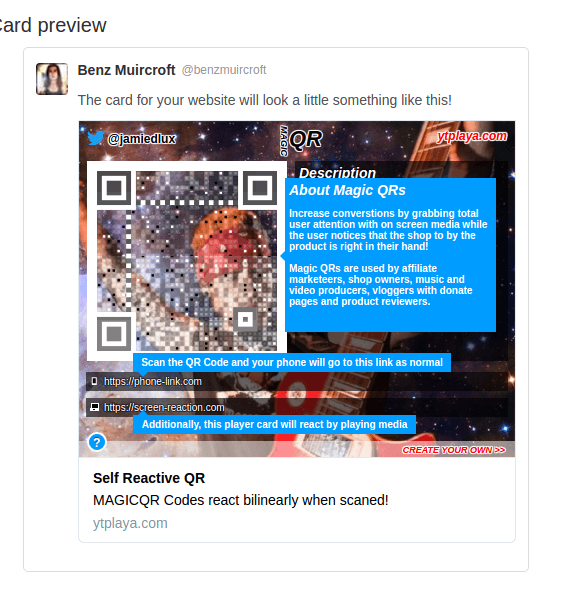 Card preview
Benz Muircroft @benzmuircroft
The card for your website will look a little something like this!
@jamiedlux
MAGIC QR
ytplaya.com
Description
About Magic QRs
Increase converstions by grabbing total
user attention with on screen media while
the user notices that the shop to by the
product is right in their hand!
Magic QRs are used by affiliate
marketeers, shop owners, music and
video producers, vloggers with donate
pages and product reviewers.
Scan the QR Code and your phone will go to this link as normal
https://phone-link.com
https://screen-reaction.com
Additionally, this player card will react by playing media
?
CREATE YOUR OWN >>
Self Reactive QR
MAGICQR Codes react bilinearly when scaned!
ytplaya.com